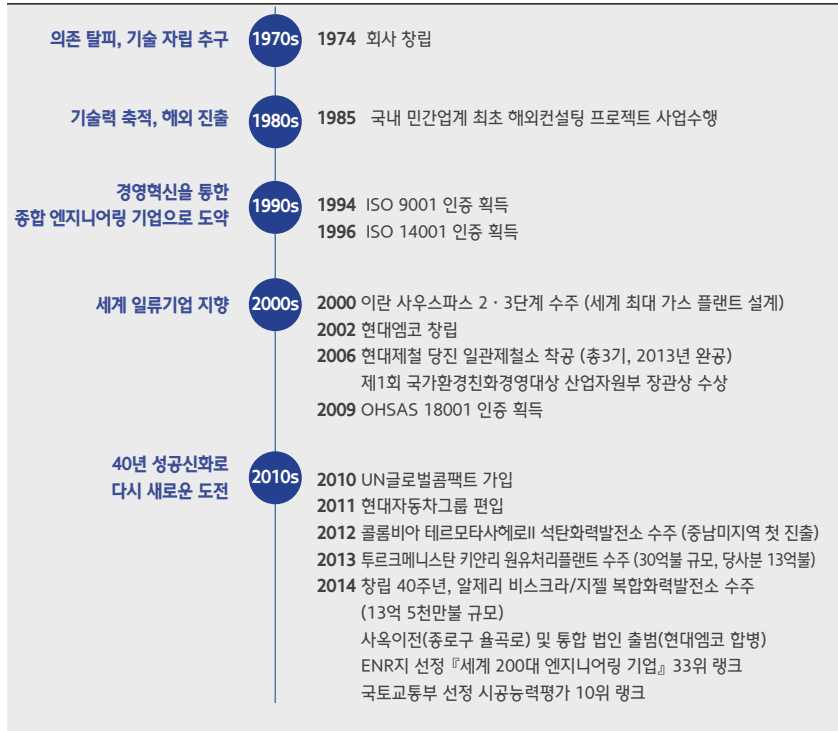 의존 탈피, 기술 자립 추구
1970s
1974 회사 창립
기술력 축적, 해외 진출
1980s
1985 국내 민간업계 최초 해외컨설팅 프로젝트 사업수행
경영혁신을 통한
종합 엔지니어링 기업으로 도약
1990s
1994 ISO 9001 인증 획득
1996 ISO 14001 인증 획득
세계 일류기업 지향
2000s
2000 이란 사우스파스 2 · 3단계 수주 (세계 최대 가스 플랜트 설계)
2002 현대엠코 창립
2006 현대제철 당진 일관제철소 착공 (총3기, 2013년 완공)
제1회 국가환경친화경영대상 산업자원부 장관상 수상
2009 OHSAS 18001 인증 획득
40년 성공신화로
다시 새로운 도전
2010s
2010 UN글로벌콤팩트 가입
2011 현대자동차그룹 편입
2012 콜롬비아 테르모타사헤로II 석탄화력발전소 수주 (중남미지역 첫 진출)
2013 투르크메니스탄 키얀리 원유처리플랜트 수주 (30억불 규모, 당사분 13억불)
2014 창립 40주년, 알제리 비스크라/지젤 복합화력발전소 수주
(13억 5천만불 규모)
사옥이전(종로구 율곡로) 및 통합 법인 출범(현대엠코 합병)
ENR지 선정 『세계 200대 엔지니어링 기업』 33위 랭크
국토교통부 선정 시공능력평가 10위 랭크